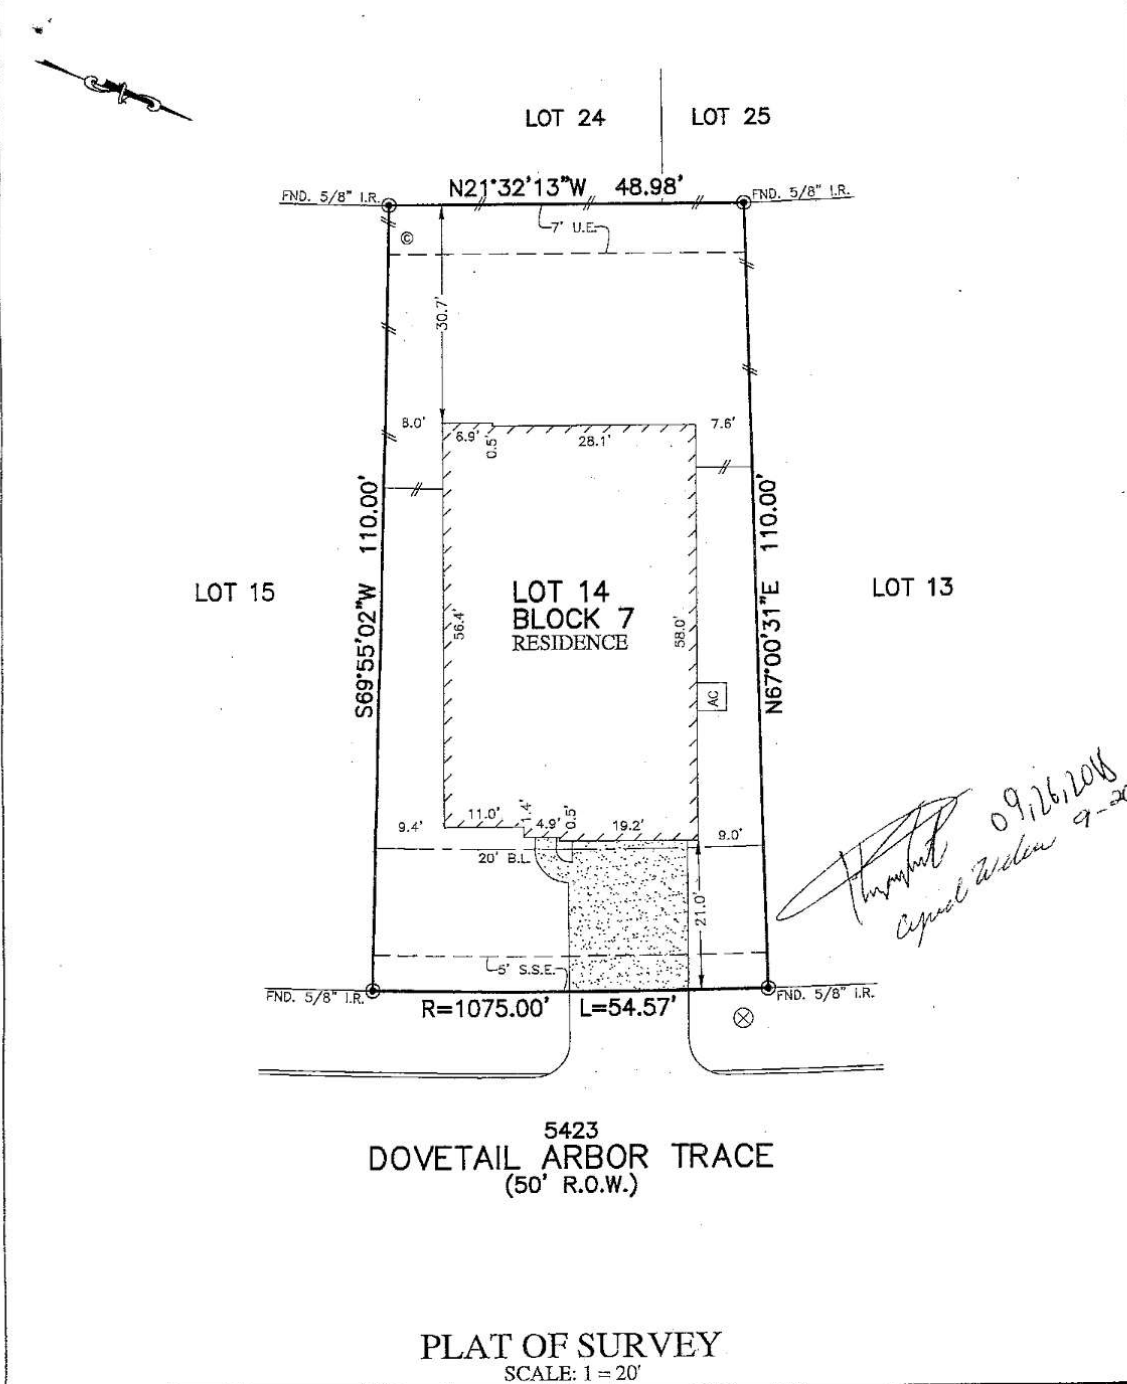 LOT 24
LOT 25
N21°32'13"W 48.98'
FND. 5/8" I.R.
FND. 5/8" I.R.
7' U.E.
©
30.7'
8.0'
6.9'
0.5'
28.1'
7.6'
S69°55'02"W 110.00'
N67°00'31"E 110.00'
LOT 15
LOT 14
BLOCK 7
RESIDENCE
LOT 13
56.4'
58.0'
AC
09,26,2018
9-20
9.4'
11.0'
1.4'
4.9'
0.5'
19.2'
9.0'
20' B.L.
21.0'
5' S.S.E.
FND. 5/8" I.R.
R=1075.00' L=54.57'
FND. 5/8" I.R.
5423
DOVETAIL ARBOR TRACE
(50' R.O.W.)
PLAT OF SURVEY
SCALE: 1 = 20'